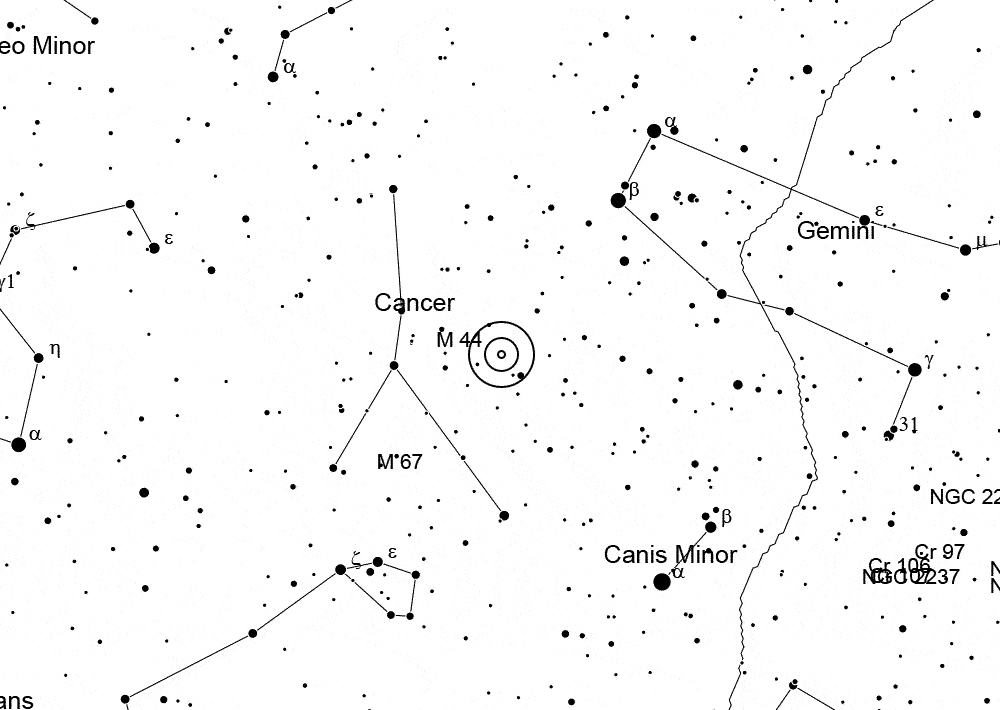 eo Minor
α
α
β
ζ
ε
ε
Gemini
μ
γ1
Cancer
M 44
η
γ
α
31
M 67
NGC 22
β
Canis Minor
α
ζ
ε
Cr 97
Cr 106
NGC 2237
N
N
ans